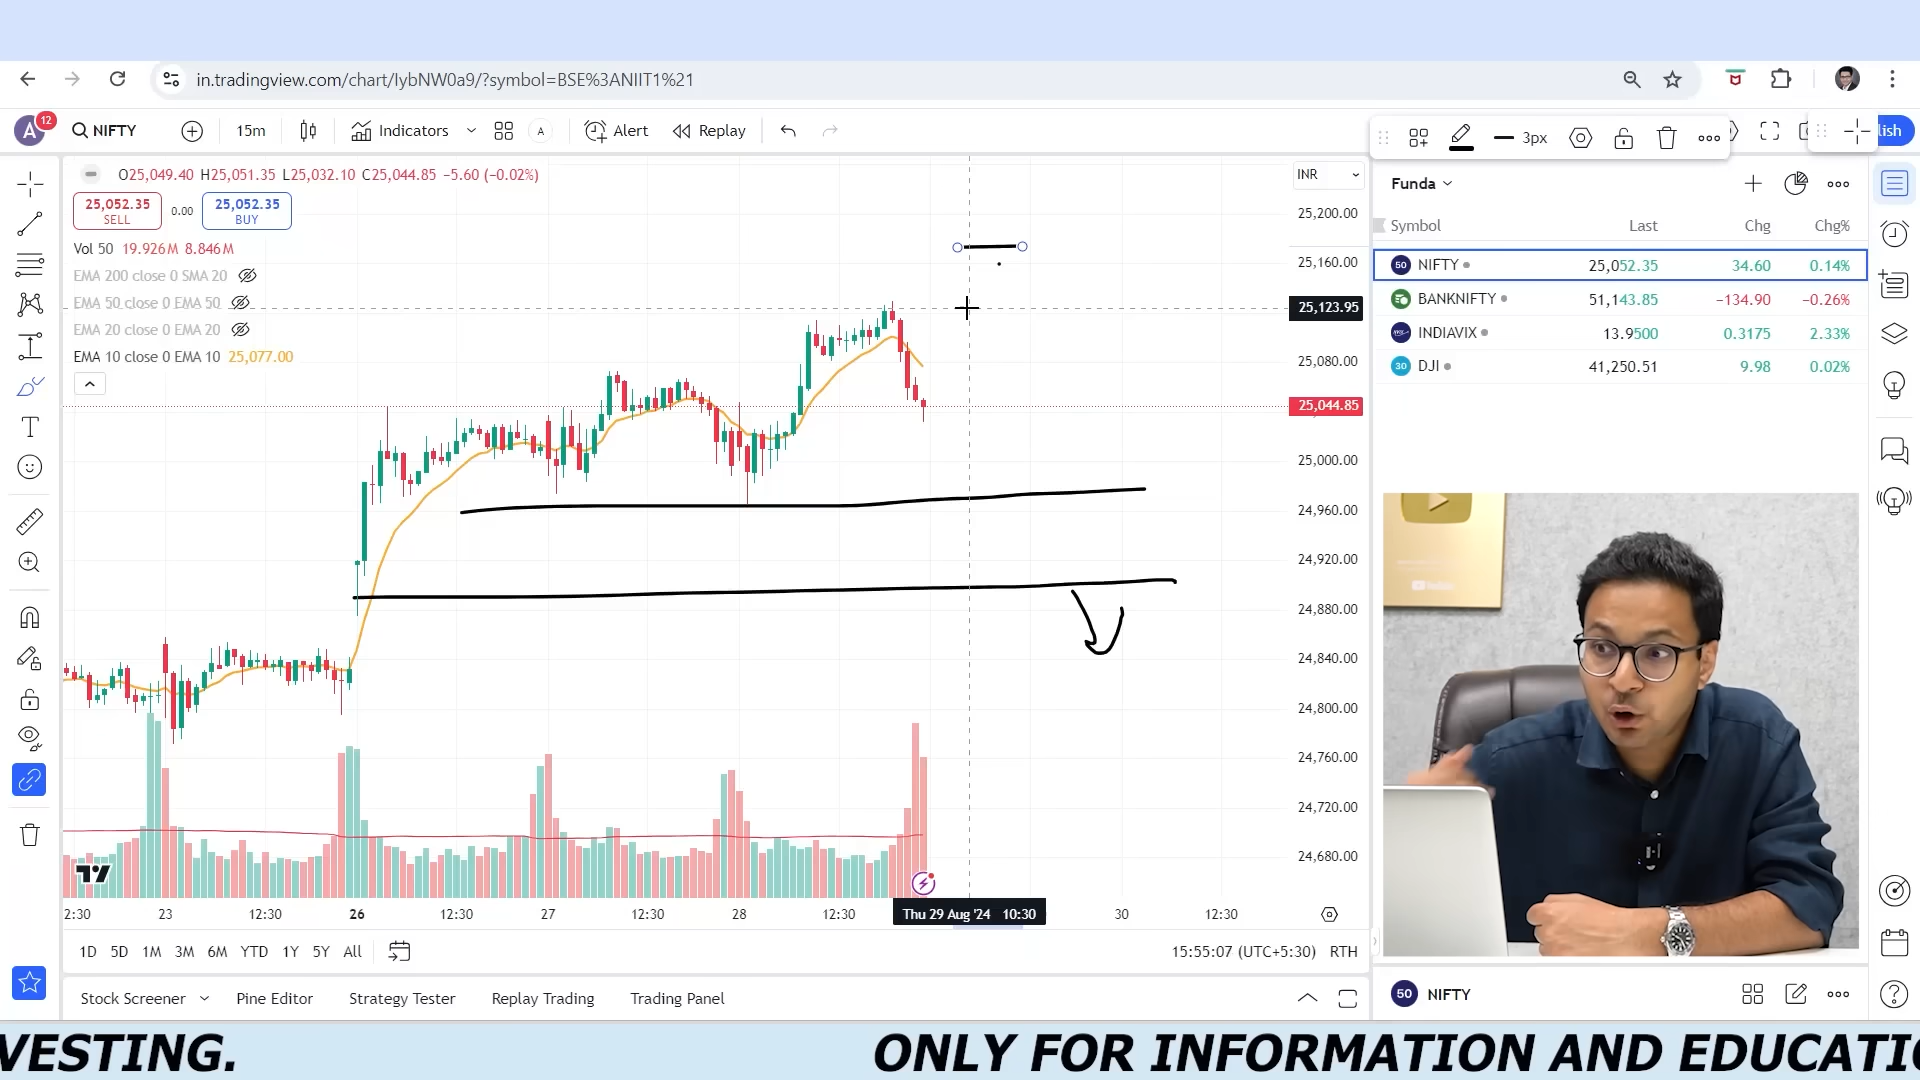 in.tradingview.com/chart/IybNW0a9/?symbol=BSE%3ANIIT1%21
A 12 NIFTY 15m Indicators A Alert Replay 3px lish
O25,049.40 H25,051.35 L25,032.10 C25,044.85 −5.60 (−0.02%)
25,052.35 SELL 0.00 25,052.35 BUY
Vol 50 19.926M 8.846M
EMA 200 close 0 SMA 20
EMA 50 close 0 EMA 50
EMA 20 close 0 EMA 20
EMA 10 close 0 EMA 10 25,077.00
INR
25,200.00
25,160.00
25,123.95
25,080.00
25,044.85
25,000.00
24,960.00
24,920.00
24,880.00
24,840.00
24,800.00
24,760.00
24,720.00
24,680.00
2:30 23 12:30 26 12:30 27 12:30 28 12:30 Thu 29 Aug '24 10:30 30 12:30
1D 5D 1M 3M 6M YTD 1Y 5Y All 15:55:07 (UTC+5:30) RTH
Stock Screener Pine Editor Strategy Tester Replay Trading Trading Panel
Funda
Symbol Last Chg Chg%
50 NIFTY 25,052.35 34.60 0.14%
BANKNIFTY 51,143.85 −134.90 −0.26%
INDIAVIX 13.9500 0.3175 2.33%
30 DJI 41,250.51 9.98 0.02%
50 NIFTY
VESTING. ONLY FOR INFORMATION AND EDUCATI